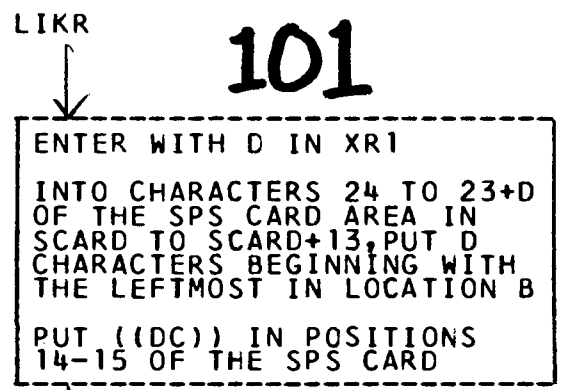 LIKR
101
ENTER WITH D IN XR1
INTO CHARACTERS 24 TO 23+D
OF THE SPS CARD AREA IN
SCARD TO SCARD+13,PUT D
CHARACTERS BEGINNING WITH
THE LEFTMOST IN LOCATION B
PUT ((DC)) IN POSITIONS
14-15 OF THE SPS CARD